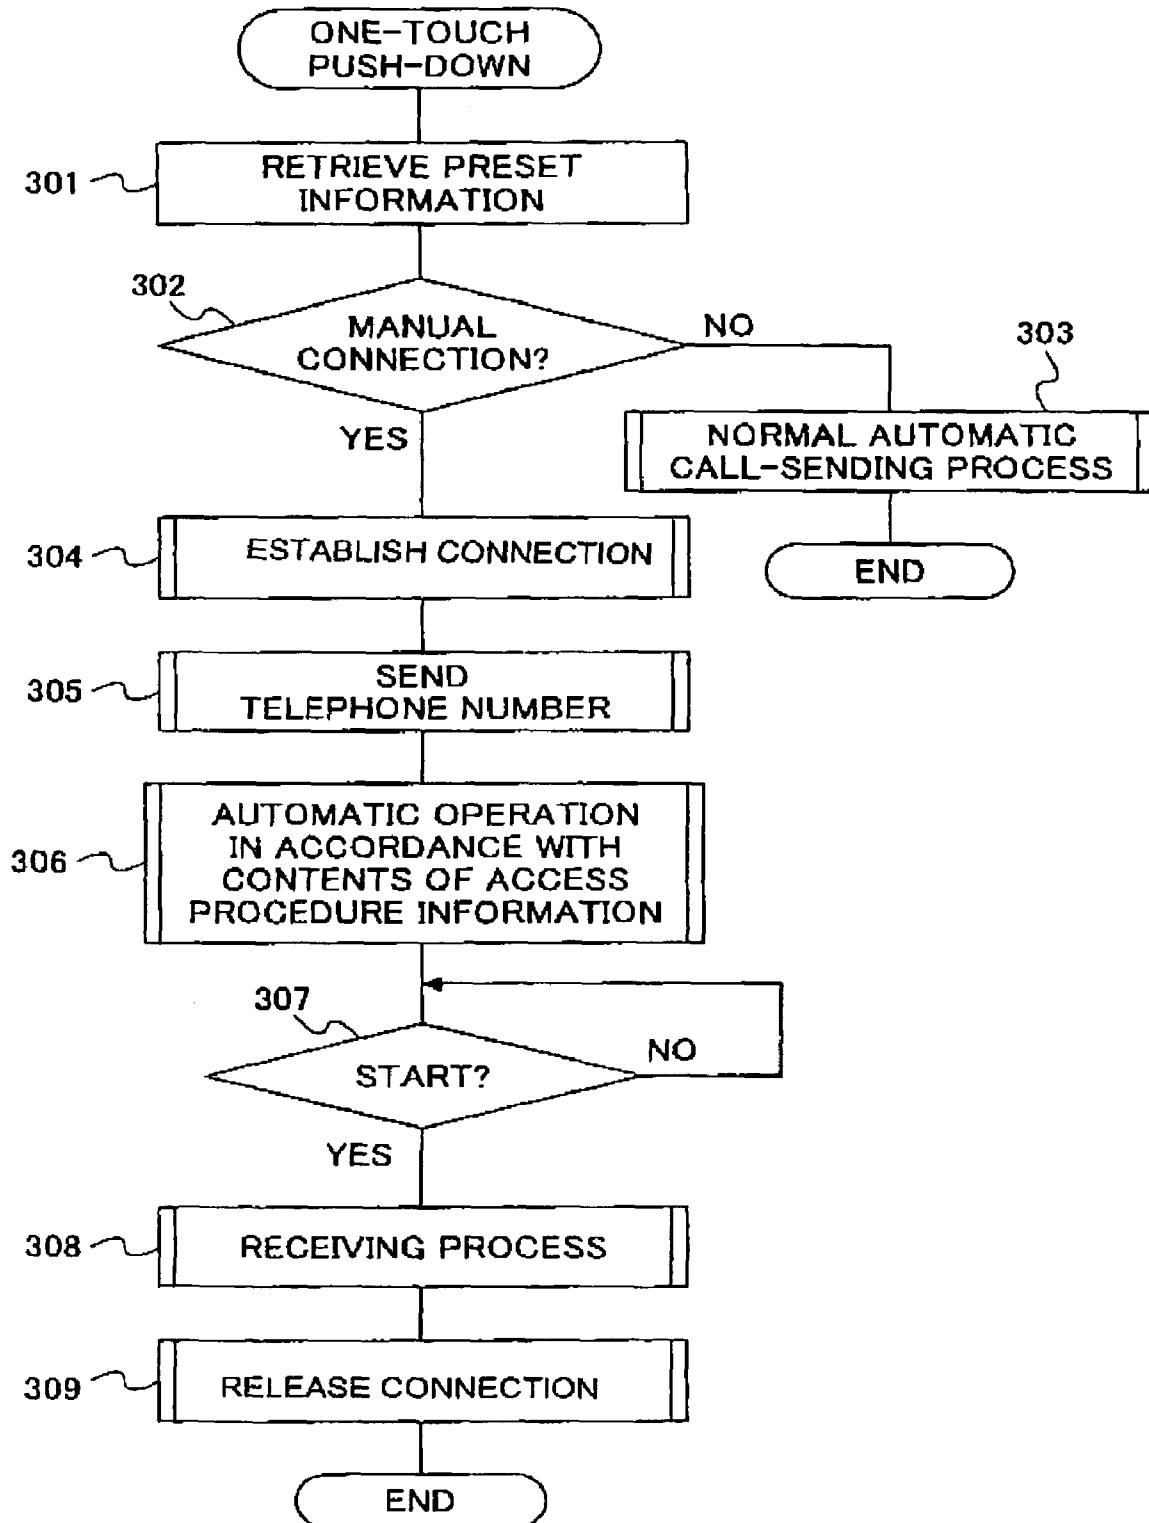 ONE-TOUCH
PUSH-DOWN
301
RETRIEVE PRESET
INFORMATION
302
MANUAL
CONNECTION?
NO
303
YES
NORMAL AUTOMATIC
CALL-SENDING PROCESS
304
ESTABLISH CONNECTION
END
305
SEND
TELEPHONE NUMBER
306
AUTOMATIC OPERATION
IN ACCORDANCE WITH
CONTENTS OF ACCESS
PROCEDURE INFORMATION
307
START?
NO
YES
308
RECEIVING PROCESS
309
RELEASE CONNECTION
END